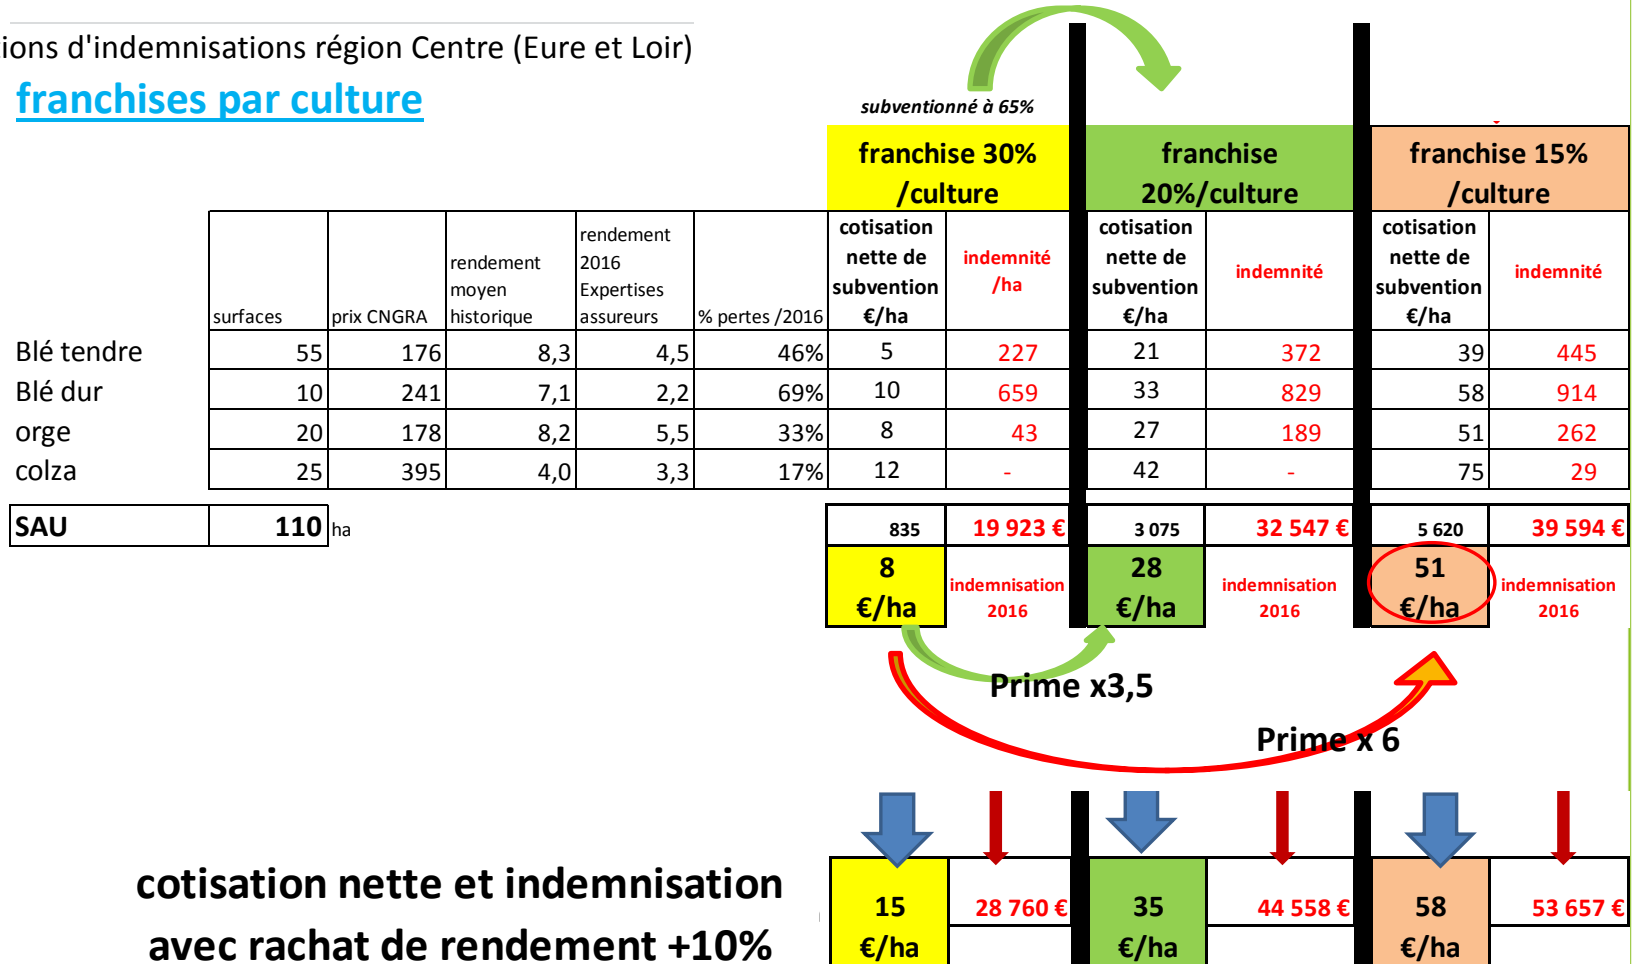 tions d'indemnisations région Centre (Eure et Loir)
franchises par culture
subventionné à 65%
franchise 30%
/culture
franchise
20%/culture
franchise 15%
/culture
surfaces
prix CNGRA
rendement
moyen
historique
rendement
2016
Expertises
assureurs
% pertes /2016
cotisation
nette de
subvention
€/ha
indemnité
/ha
cotisation
nette de
subvention
€/ha
indemnité
cotisation
nette de
subvention
€/ha
indemnité
Blé tendre 55 176 8,3 4,5 46% 5 227 21 372 39 445
Blé dur 10 241 7,1 2,2 69% 10 659 33 829 58 914
orge 20 178 8,2 5,5 33% 8 43 27 189 51 262
colza 25 395 4,0 3,3 17% 12 - 42 - 75 29
SAU 110 ha 835 19 923 € 3 075 32 547 € 5 620 39 594 €
8
€/ha
indemnisation
2016
28
€/ha
indemnisation
2016
51
€/ha
indemnisation
2016
Prime x3,5
Prime x 6
cotisation nette et indemnisation
avec rachat de rendement +10%
15
€/ha
28 760 €
35
€/ha
44 558 €
58
€/ha
53 657 €